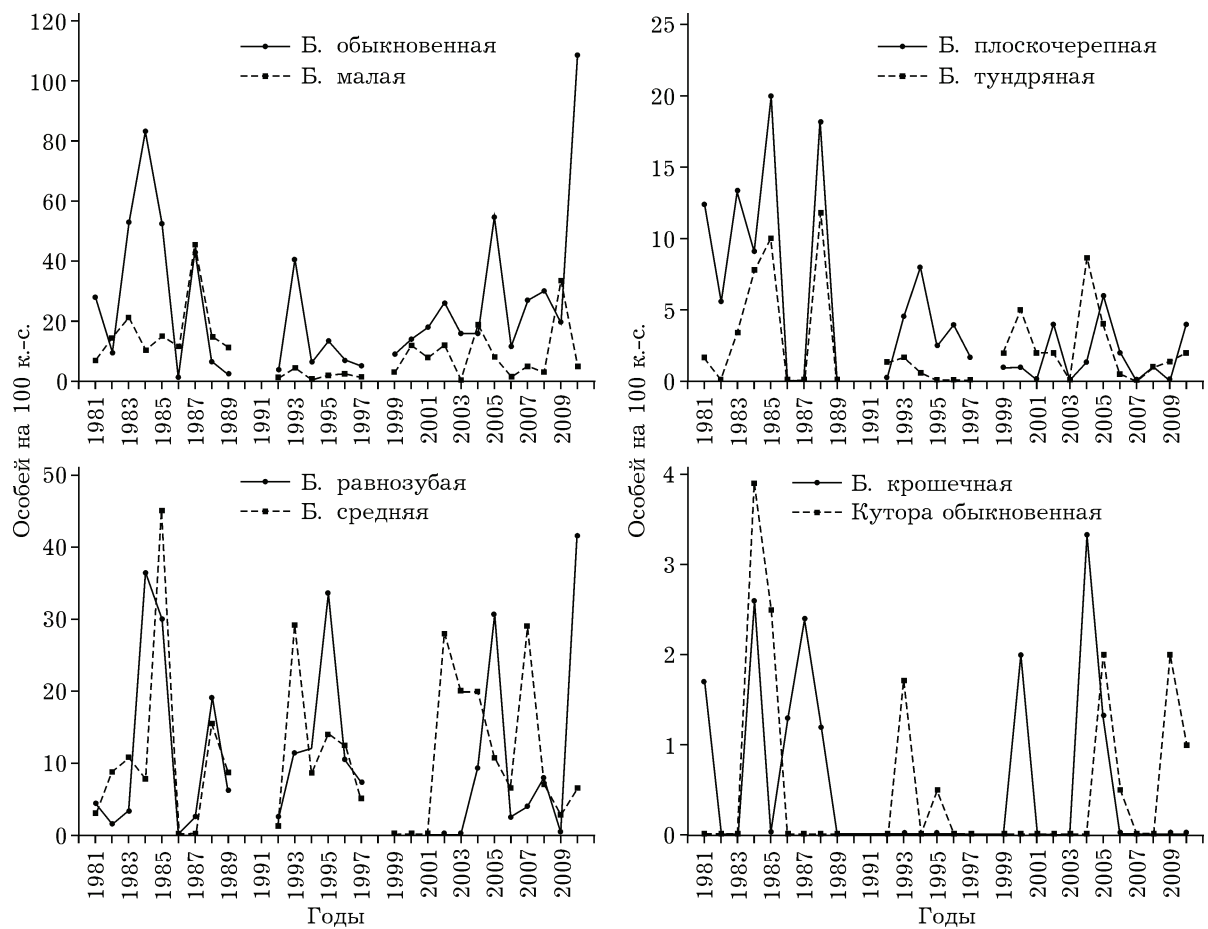 120
100
80
60
40
20
0
Б. обыкновенная
Б. малая
1981 1983 1985 1987 1989 1991 1993 1995 1997 1999 2001 2003 2005 2007 2009
25
20
15
10
5
0
Б. плоскочерепная
Б. тундряная
1981 1983 1985 1987 1989 1991 1993 1995 1997 1999 2001 2003 2005 2007 2009
Особей на 100 к.-с.
Особей на 100 к.-с.
50
40
30
20
10
0
Б. равнозубая
Б. средняя
1981 1983 1985 1987 1989 1991 1993 1995 1997 1999 2001 2003 2005 2007 2009
Годы
4
3
2
1
0
Б. крошечная
Кутора обыкновенная
1981 1983 1985 1987 1989 1991 1993 1995 1997 1999 2001 2003 2005 2007 2009
Годы